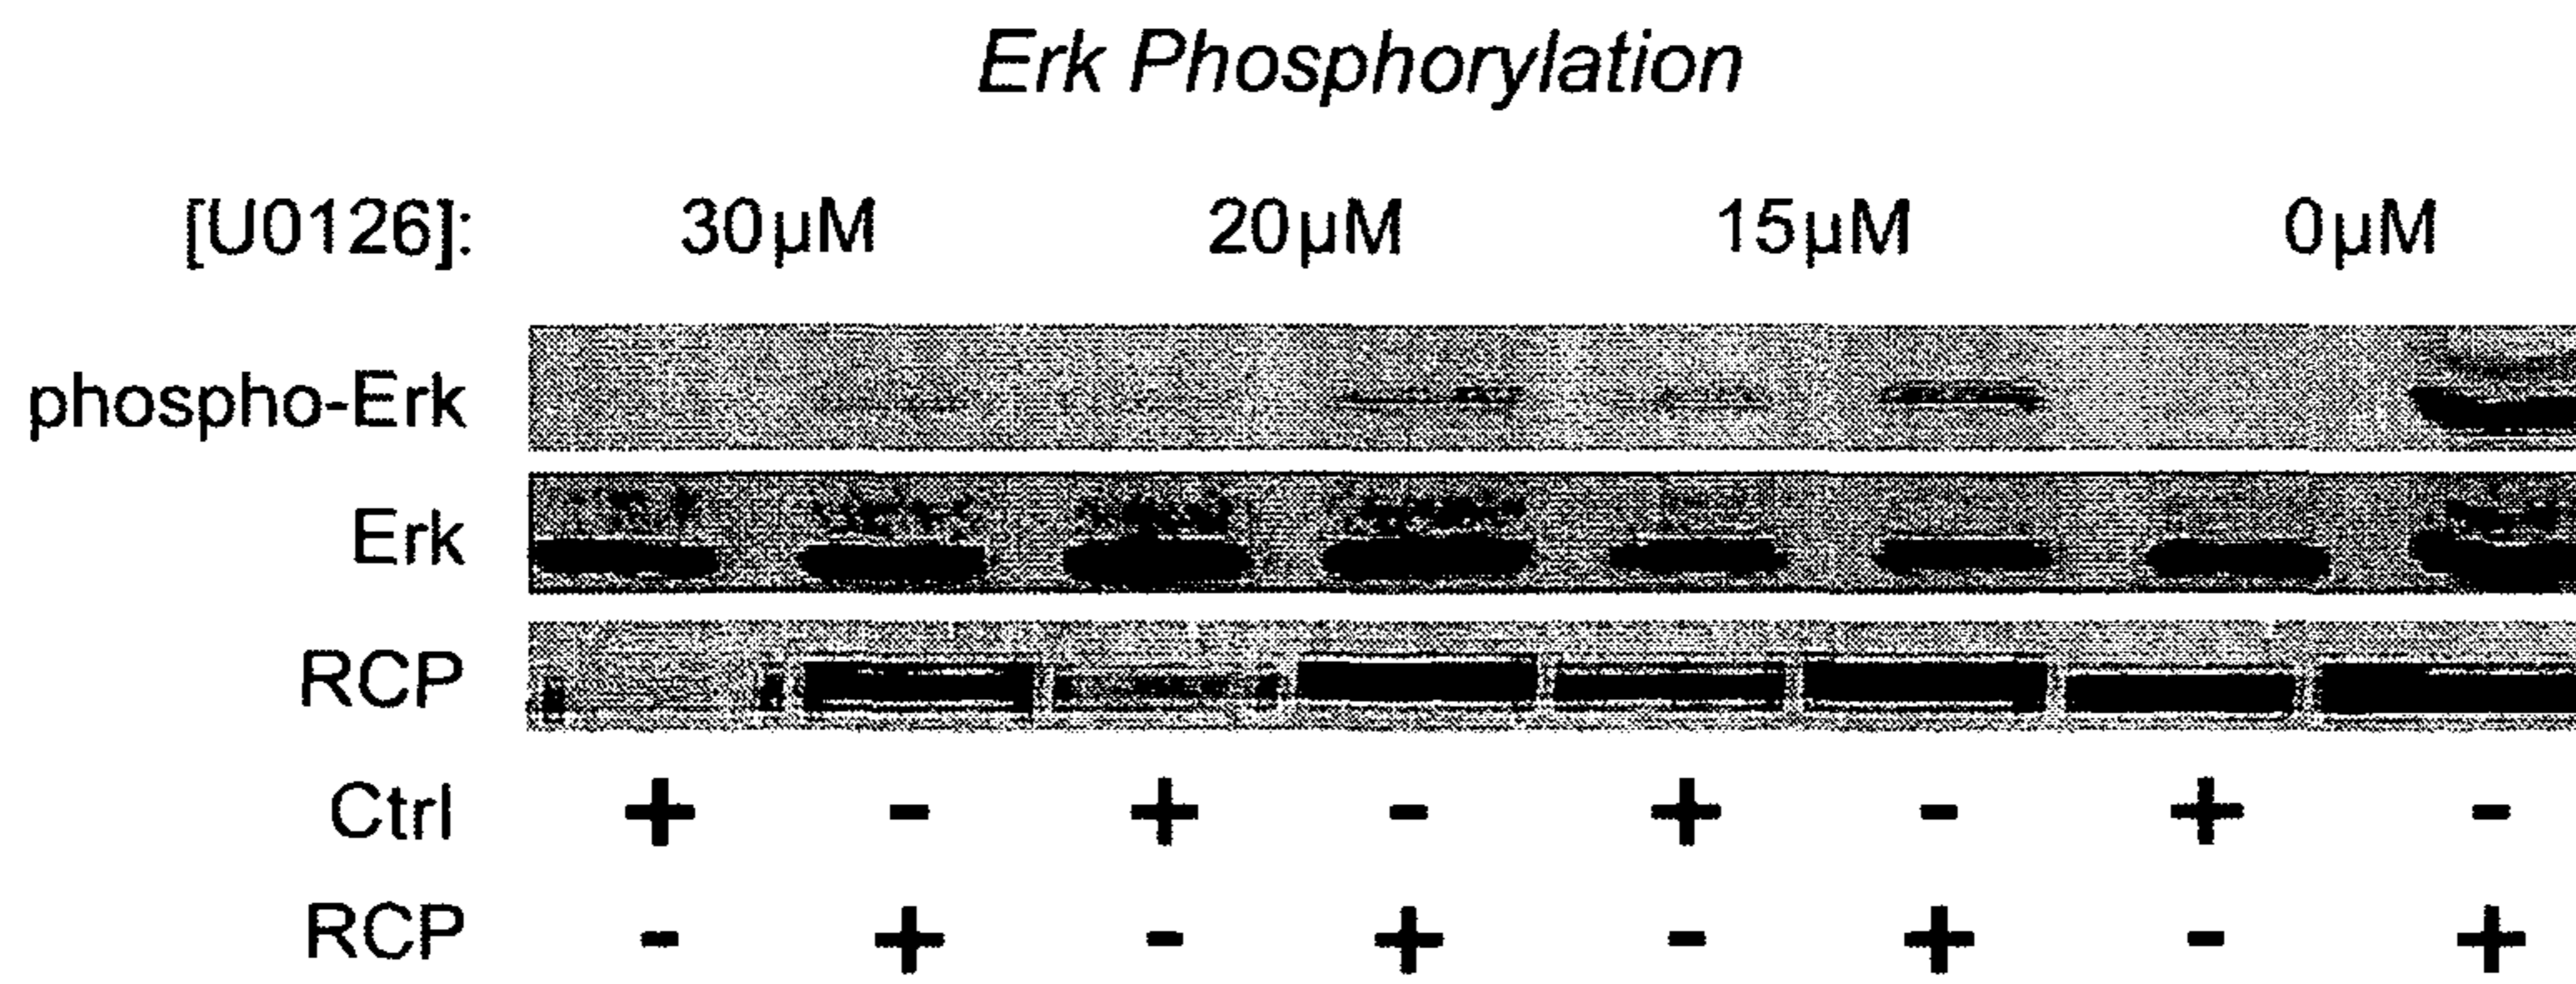 Erk Phosphorylation
[U0126]: 30µM 20µM 15µM 0µM
phospho-Erk
Erk
RCP
Ctrl + - + - + - + -
RCP - + - + - + - +